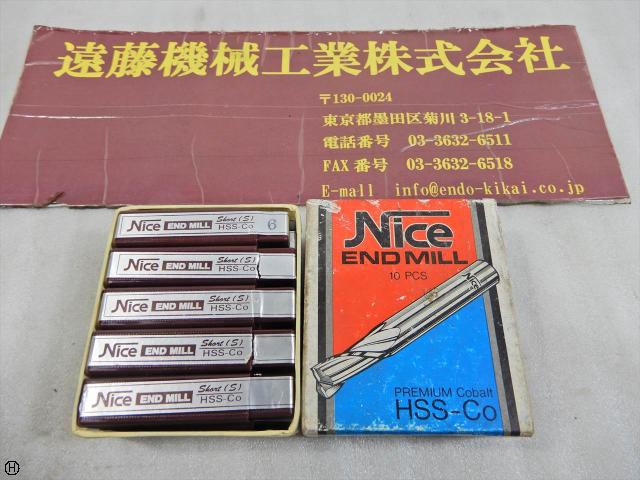 遠藤機械工業株式会社
〒130-0024
東京都墨田区菊川3-18-1
電話番号 03-3632-6511
FAX番号 03-3632-6518
E-mail info@endo-kikai.co.jp
Nice END MILL Short (S) HSS-Co 6
Nice END MILL Short (S) HSS-Co
Nice END MILL Short (S) HSS-Co
Nice END MILL Short (S) HSS-Co
Nice END MILL Short (S) HSS-Co
Nice
END MILL
10 PCS
PREMIUM Cobalt
HSS-Co
H